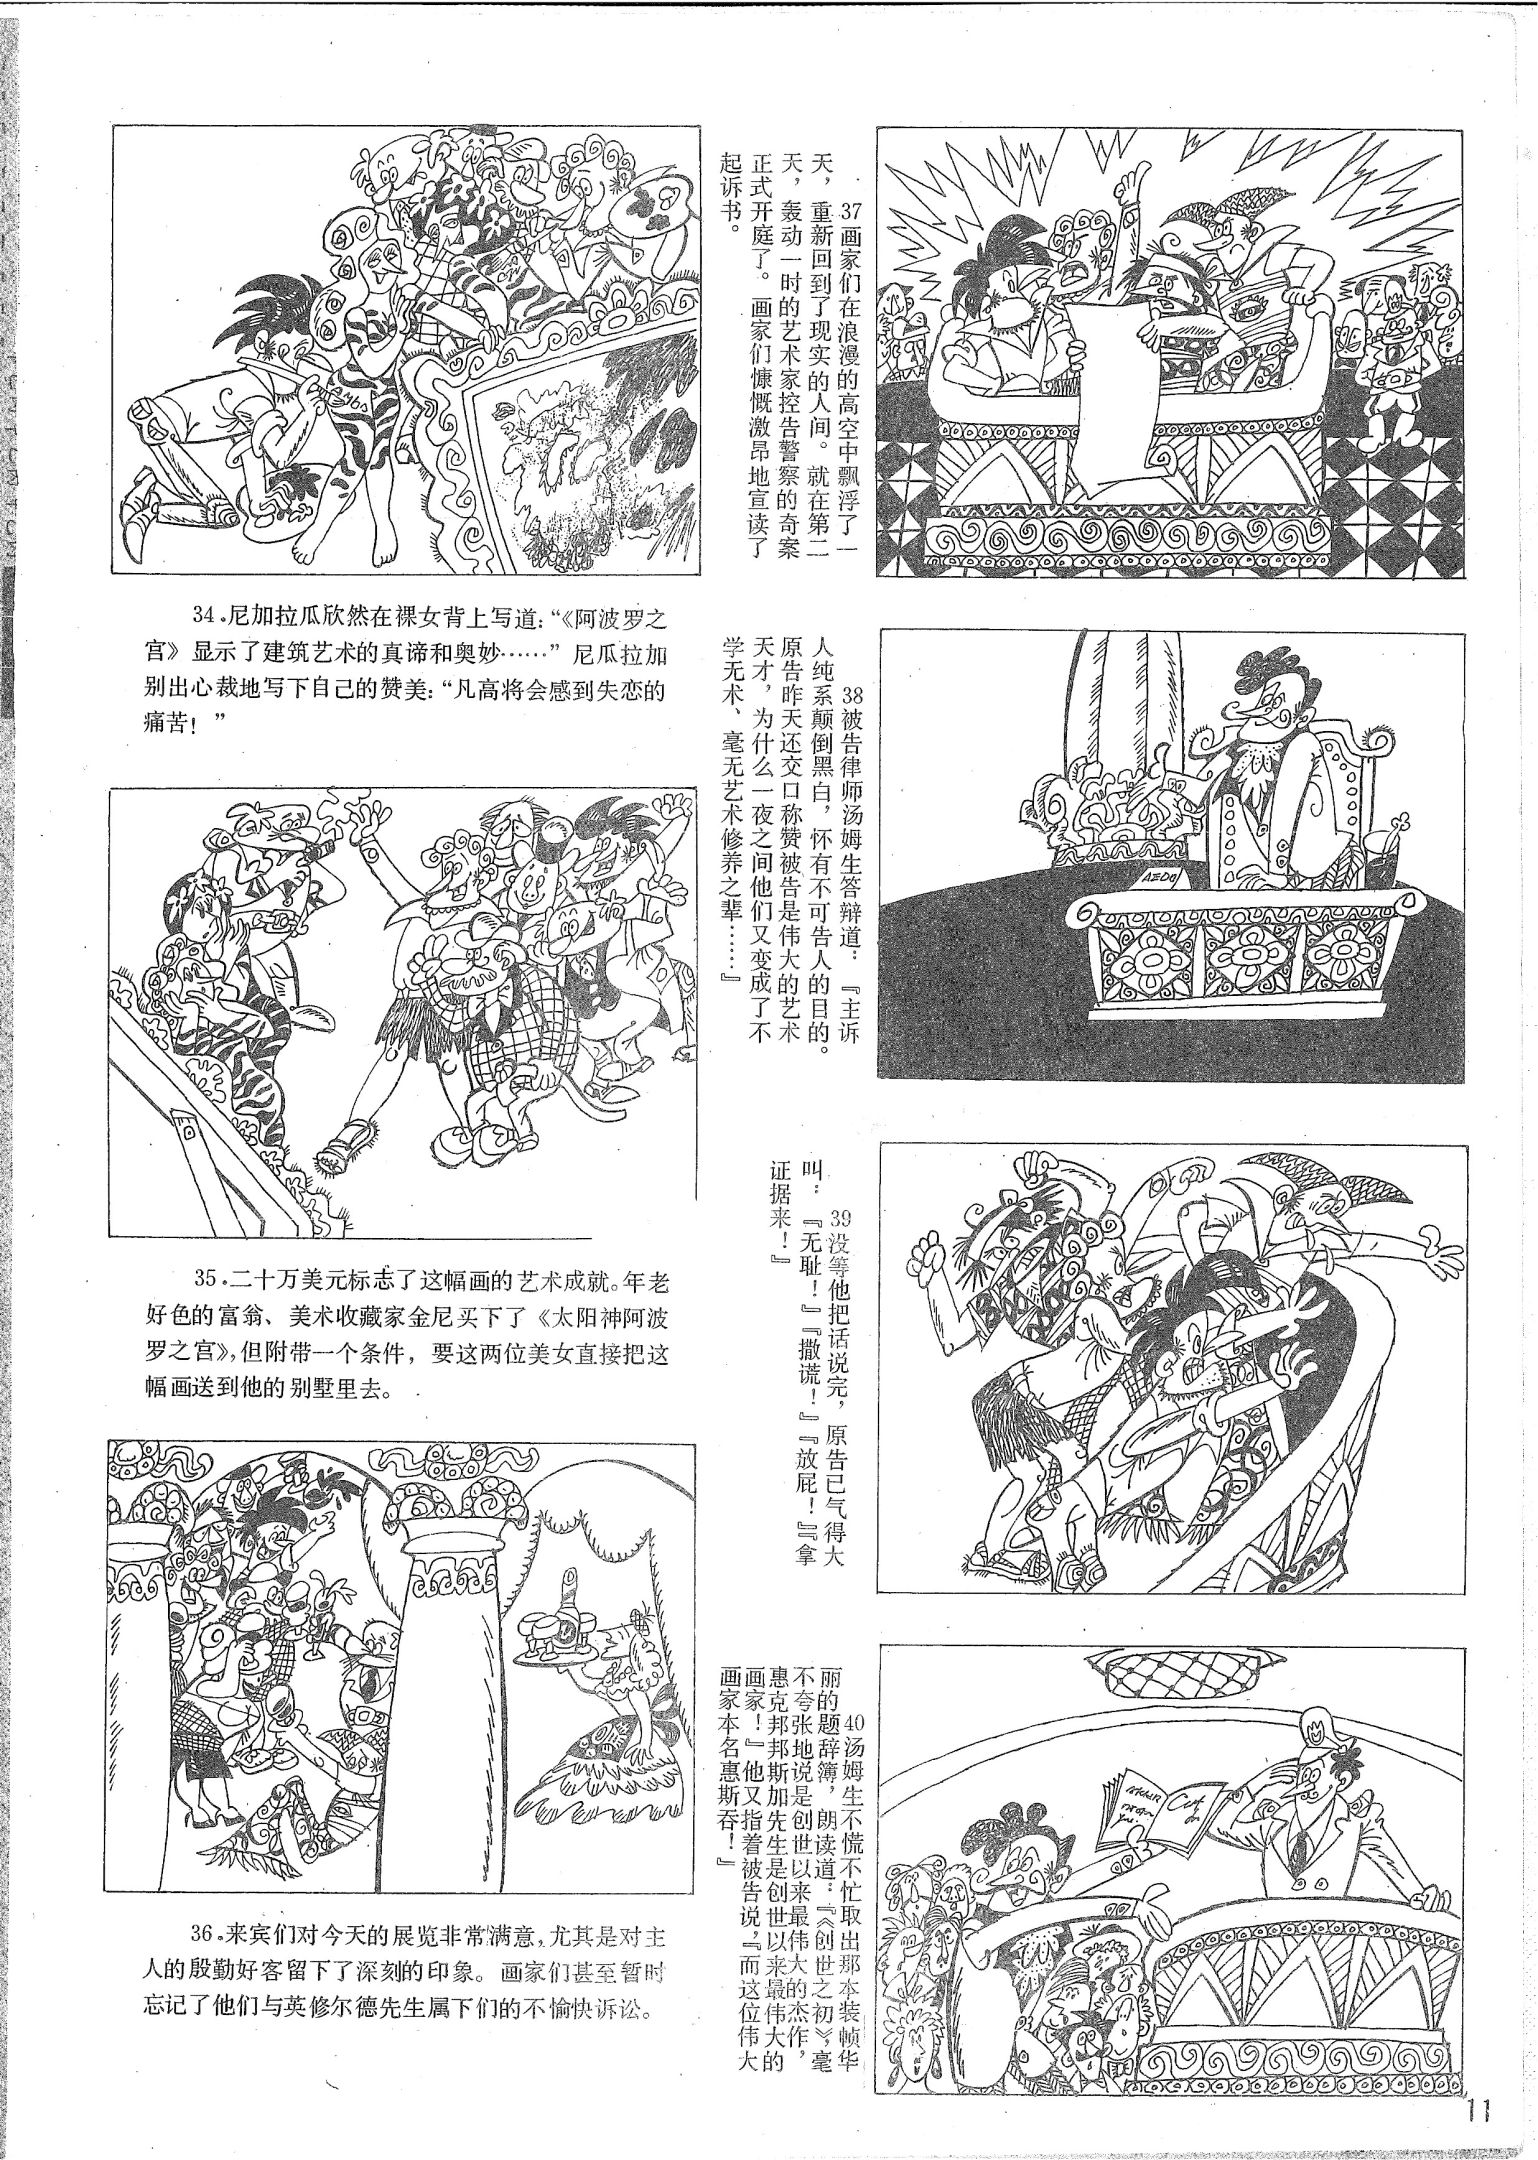 34.尼加拉瓜欣然在裸女背上写道:“《阿波罗之
宫》显示了建筑艺术的真谛和奥妙……”尼瓜拉加
别出心裁地写下自己的赞美:“凡高将会感到失恋的
痛苦!”
35.二十万美元标志了这幅画的艺术成就。年老
好色的富翁、美术收藏家金尼买下了《太阳神阿波
罗之宫》,但附带一个条件,要这两位美女直接把这
幅画送到他的别墅里去。
36.来宾们对今天的展览非常满意,尤其是对主
人的殷勤好客留下了深刻的印象。画家们甚至暂时
忘记了他们与英修尔德先生属下们的不愉快诉讼。
37画家们在浪漫的高空中飘浮了一
天,重新回到了现实的人间。就在第二
天,轰动一时的艺术家控告警察的奇案
正式开庭了。画家们慷慨激昂地宣读了
起诉书。
38被告律师汤姆生答辩道:『主诉
人纯系颠倒黑白,怀有不可告人的目的。
原告昨天还交口称赞被告是伟大的艺术
天才,为什么一夜之间他们又变成了不
学无术、毫无艺术修养之辈……』
AEDO
39没等他把话说完,原告已气得大
叫:『无耻!』『撒谎!』『放屁!』『拿
证据来!』
40汤姆生不慌不忙取出那本装帧华
丽的题辞簿,朗读道:『《创世之初》,毫
不夸张地说是创世以来最伟大的杰作,
惠克邦邦斯加先生是创世以来最伟大的
画家!』他又指着被告说,『而这位伟大
画家本名惠斯吞!』
11